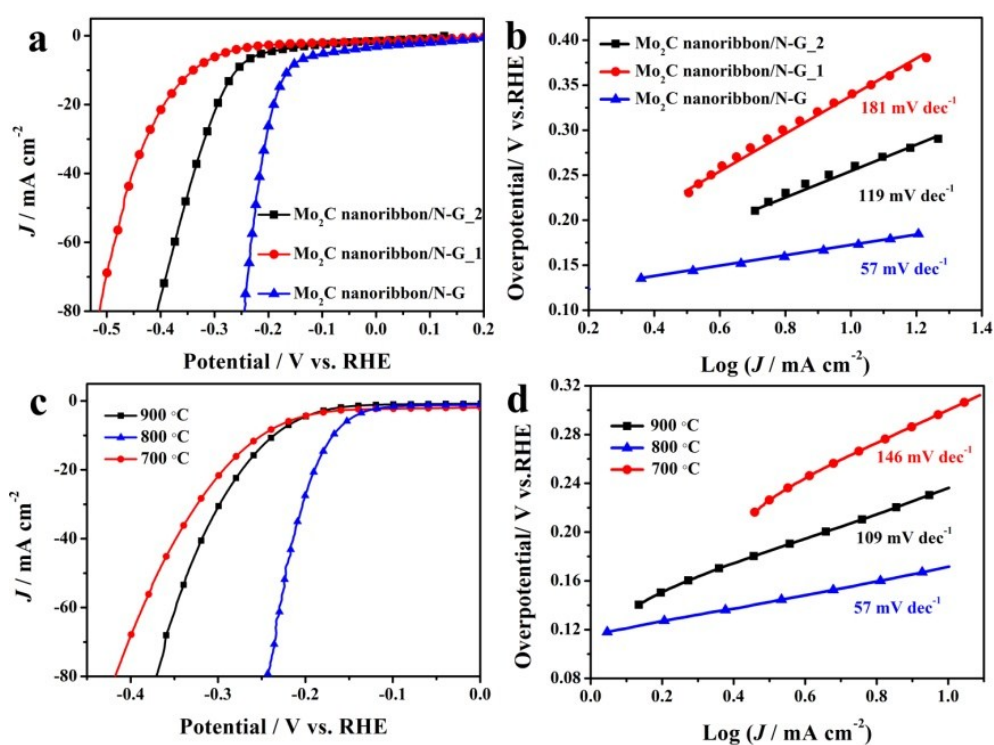 a
0
-20
-40
-60
-80
J / mA cm⁻²
Mo₂C nanoribbon/N-G_2
Mo₂C nanoribbon/N-G_1
Mo₂C nanoribbon/N-G
-0.5 -0.4 -0.3 -0.2 -0.1 0.0 0.1 0.2
Potential / V vs. RHE
b
0.40
0.35
0.30
0.25
0.20
0.15
0.10
Overpotential/ V vs.RHE
Mo₂C nanoribbon/N-G_2
Mo₂C nanoribbon/N-G_1
Mo₂C nanoribbon/N-G
181 mV dec⁻¹
119 mV dec⁻¹
57 mV dec⁻¹
0.2 0.4 0.6 0.8 1.0 1.2 1.4
Log (J / mA cm⁻²)
c
0
-20
-40
-60
-80
J / mA cm⁻²
900 °C
800 °C
700 °C
-0.4 -0.3 -0.2 -0.1 0.0
Potential / V vs. RHE
d
0.32
0.28
0.24
0.20
0.16
0.12
0.08
Overpotential/ V vs.RHE
900 °C
800 °C
700 °C
146 mV dec⁻¹
109 mV dec⁻¹
57 mV dec⁻¹
0.0 0.2 0.4 0.6 0.8 1.0
Log (J / mA cm⁻²)